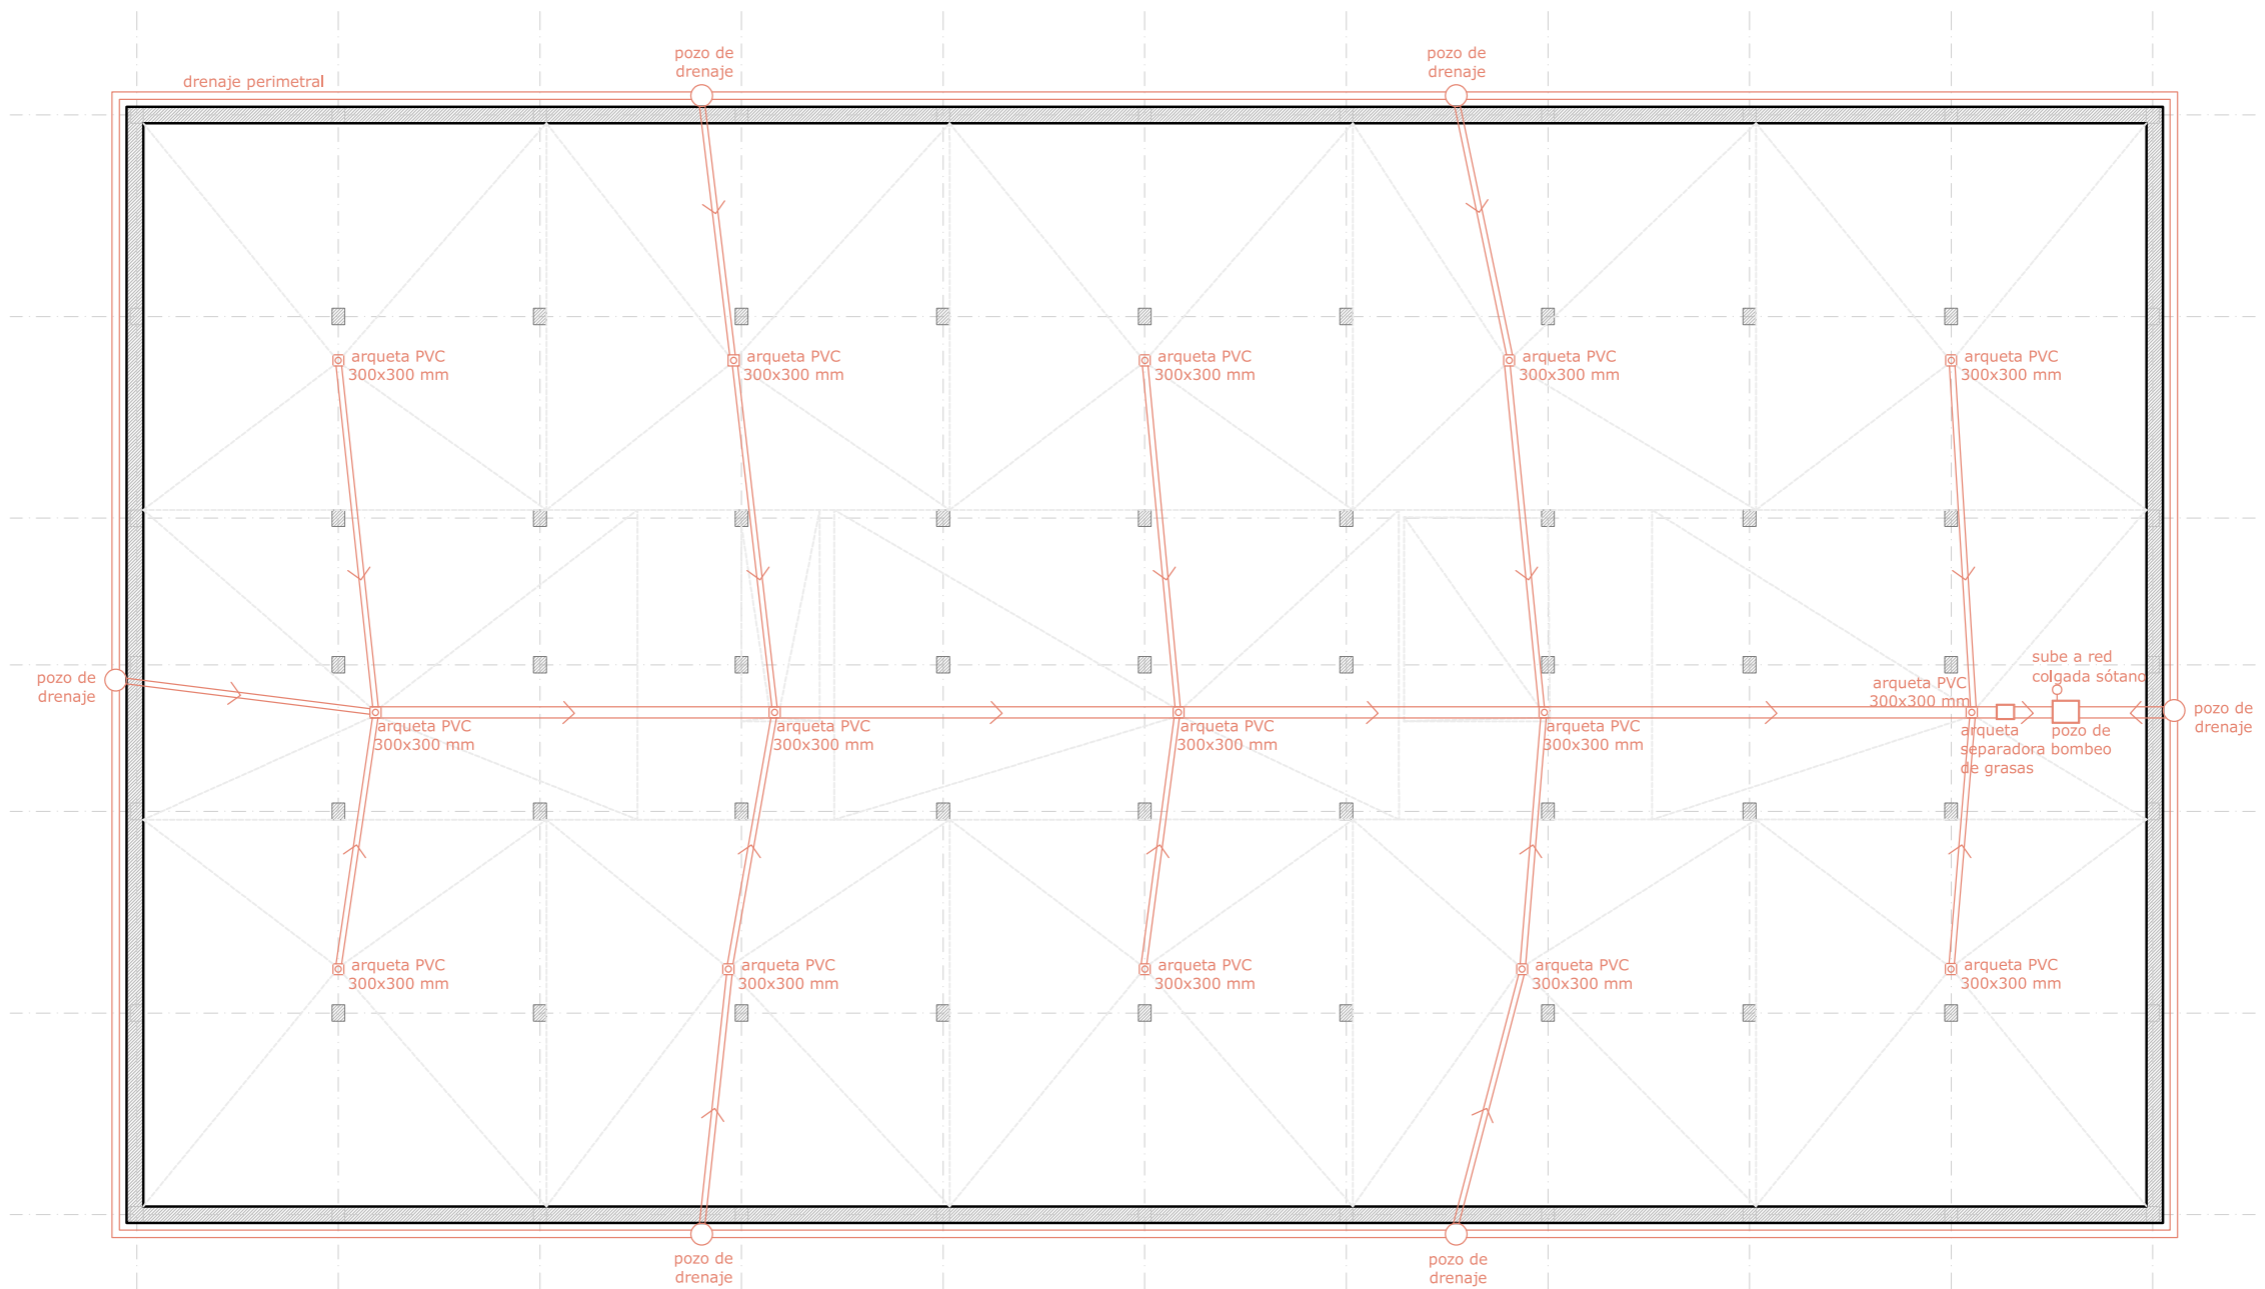 pozo de
drenaje
pozo de
drenaje
drenaje perimetral
arqueta PVC
300x300 mm
arqueta PVC
300x300 mm
arqueta PVC
300x300 mm
arqueta PVC
300x300 mm
arqueta PVC
300x300 mm
pozo de
drenaje
sube a red
colgada sótano
arqueta PVC
300x300 mm
arqueta PVC
300x300 mm
arqueta PVC
300x300 mm
arqueta PVC
300x300 mm
arqueta PVC
300x300 mm
arqueta
separadora
de grasas
pozo de
bombeo
pozo de
drenaje
arqueta PVC
300x300 mm
arqueta PVC
300x300 mm
arqueta PVC
300x300 mm
arqueta PVC
300x300 mm
arqueta PVC
300x300 mm
pozo de
drenaje
pozo de
drenaje